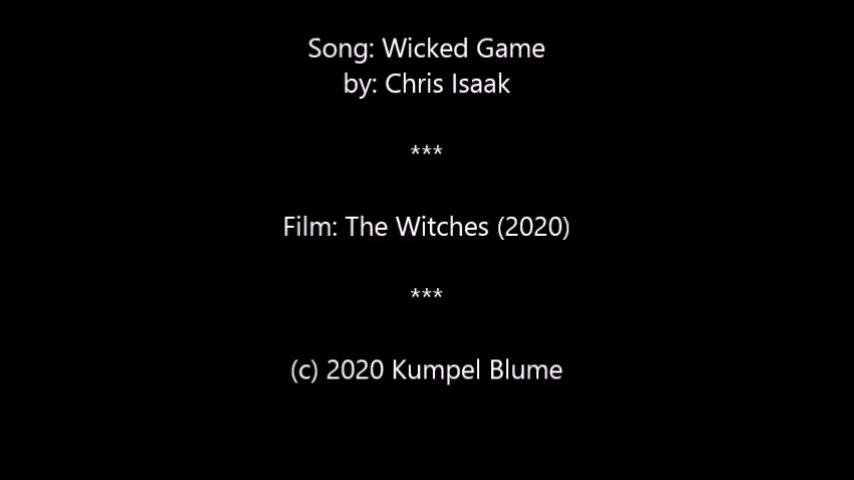 Song: Wicked Game
by: Chris Isaak
***
Film: The Witches (2020)
***
(c) 2020 Kumpel Blume